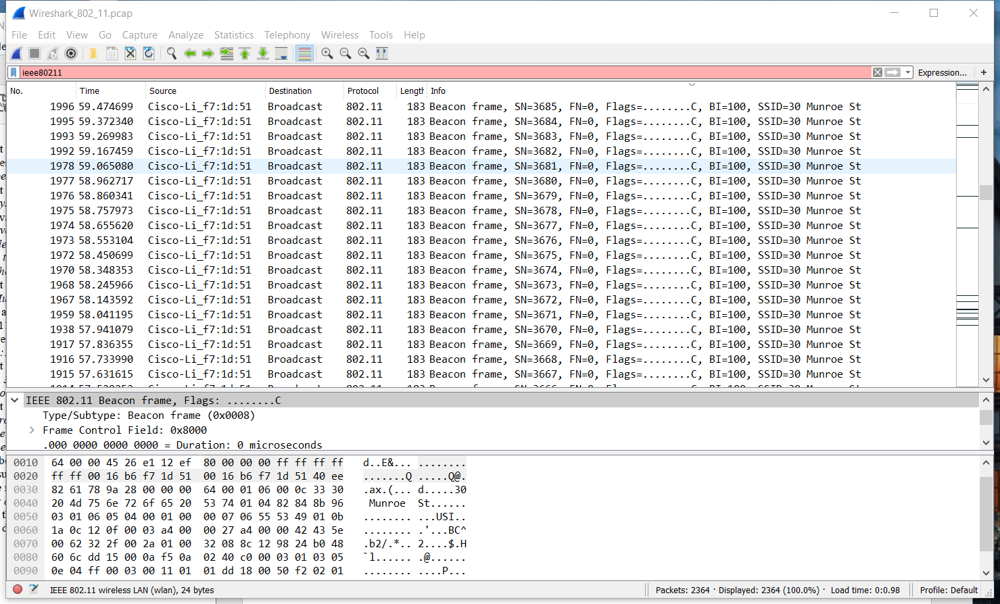 Wireshark_802_11.pcap
File Edit View Go Capture Analyze Statistics Telephony Wireless Tools Help
ieee80211 Expression... +
No. Time Source Destination Protocol Length Info
1996 59.474699 Cisco-Li_f7:1d:51 Broadcast 802.11 183 Beacon frame, SN=3685, FN=0, Flags=........C, BI=100, SSID=30 Munroe St
1995 59.372340 Cisco-Li_f7:1d:51 Broadcast 802.11 183 Beacon frame, SN=3684, FN=0, Flags=........C, BI=100, SSID=30 Munroe St
1993 59.269983 Cisco-Li_f7:1d:51 Broadcast 802.11 183 Beacon frame, SN=3683, FN=0, Flags=........C, BI=100, SSID=30 Munroe St
1992 59.167459 Cisco-Li_f7:1d:51 Broadcast 802.11 183 Beacon frame, SN=3682, FN=0, Flags=........C, BI=100, SSID=30 Munroe St
1978 59.065080 Cisco-Li_f7:1d:51 Broadcast 802.11 183 Beacon frame, SN=3681, FN=0, Flags=........C, BI=100, SSID=30 Munroe St
1977 58.962717 Cisco-Li_f7:1d:51 Broadcast 802.11 183 Beacon frame, SN=3680, FN=0, Flags=........C, BI=100, SSID=30 Munroe St
1976 58.860341 Cisco-Li_f7:1d:51 Broadcast 802.11 183 Beacon frame, SN=3679, FN=0, Flags=........C, BI=100, SSID=30 Munroe St
1975 58.757973 Cisco-Li_f7:1d:51 Broadcast 802.11 183 Beacon frame, SN=3678, FN=0, Flags=........C, BI=100, SSID=30 Munroe St
1974 58.655620 Cisco-Li_f7:1d:51 Broadcast 802.11 183 Beacon frame, SN=3677, FN=0, Flags=........C, BI=100, SSID=30 Munroe St
1973 58.553104 Cisco-Li_f7:1d:51 Broadcast 802.11 183 Beacon frame, SN=3676, FN=0, Flags=........C, BI=100, SSID=30 Munroe St
1972 58.450699 Cisco-Li_f7:1d:51 Broadcast 802.11 183 Beacon frame, SN=3675, FN=0, Flags=........C, BI=100, SSID=30 Munroe St
1970 58.348353 Cisco-Li_f7:1d:51 Broadcast 802.11 183 Beacon frame, SN=3674, FN=0, Flags=........C, BI=100, SSID=30 Munroe St
1968 58.245966 Cisco-Li_f7:1d:51 Broadcast 802.11 183 Beacon frame, SN=3673, FN=0, Flags=........C, BI=100, SSID=30 Munroe St
1967 58.143592 Cisco-Li_f7:1d:51 Broadcast 802.11 183 Beacon frame, SN=3672, FN=0, Flags=........C, BI=100, SSID=30 Munroe St
1959 58.041195 Cisco-Li_f7:1d:51 Broadcast 802.11 183 Beacon frame, SN=3671, FN=0, Flags=........C, BI=100, SSID=30 Munroe St
1938 57.941079 Cisco-Li_f7:1d:51 Broadcast 802.11 183 Beacon frame, SN=3670, FN=0, Flags=........C, BI=100, SSID=30 Munroe St
1917 57.836355 Cisco-Li_f7:1d:51 Broadcast 802.11 183 Beacon frame, SN=3669, FN=0, Flags=........C, BI=100, SSID=30 Munroe St
1916 57.733990 Cisco-Li_f7:1d:51 Broadcast 802.11 183 Beacon frame, SN=3668, FN=0, Flags=........C, BI=100, SSID=30 Munroe St
1915 57.631615 Cisco-Li_f7:1d:51 Broadcast 802.11 183 Beacon frame, SN=3667, FN=0, Flags=........C, BI=100, SSID=30 Munroe St
IEEE 802.11 Beacon frame, Flags: ........C
Type/Subtype: Beacon frame (0x0008)
Frame Control Field: 0x8000
.000 0000 0000 0000 = Duration: 0 microseconds
0010 64 00 00 45 26 e1 12 ef 80 00 00 00 ff ff ff ff d..E&... ........
0020 ff ff 00 16 b6 f7 1d 51 00 16 b6 f7 1d 51 40 ee .......Q .....Q@.
0030 82 61 78 9a 28 00 00 00 64 00 01 06 00 0c 33 30 .ax.(... d.....30
0040 20 4d 75 6e 72 6f 65 20 53 74 01 04 82 84 8b 96 Munroe St......
0050 03 01 06 05 04 00 01 00 00 07 06 55 53 49 01 0b ........ ...USI..
0060 1a 0c 12 0f 00 03 a4 00 00 27 a4 00 00 42 43 5e ........ .'...BC^
0070 00 62 32 2f 00 2a 01 00 32 08 8c 12 98 24 b0 48 .b2/.*.. 2....$.H
0080 60 6c dd 15 00 0a f5 0a 02 40 c0 00 03 01 03 05 `l...... .@......
0090 0e 04 ff 00 03 00 11 01 01 dd 18 00 50 f2 02 01 ........ ....P...
IEEE 802.11 wireless LAN (wlan), 24 bytes Packets: 2364 · Displayed: 2364 (100.0%) · Load time: 0:0.98 Profile: Default